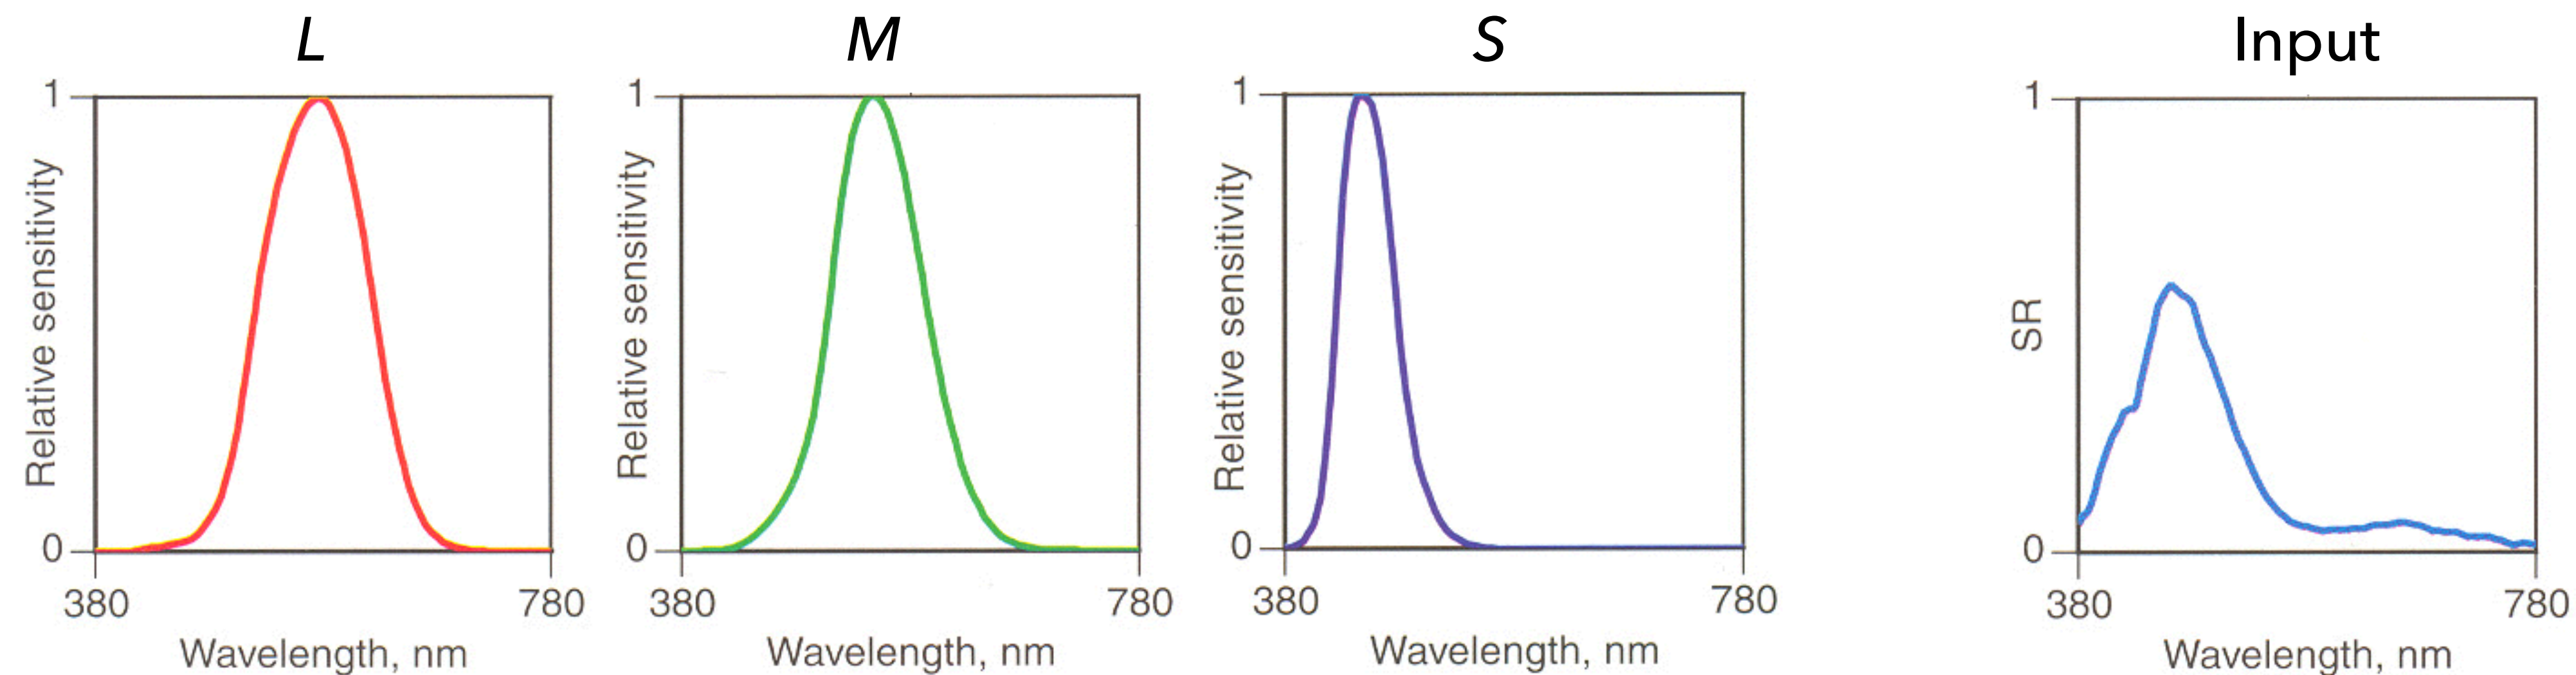 L
1
Relative sensitivity
0
380
780
Wavelength, nm
M
1
Relative sensitivity
0
380
780
Wavelength, nm
S
1
Relative sensitivity
0
380
780
Wavelength, nm
Input
1
SR
0
380
780
Wavelength, nm